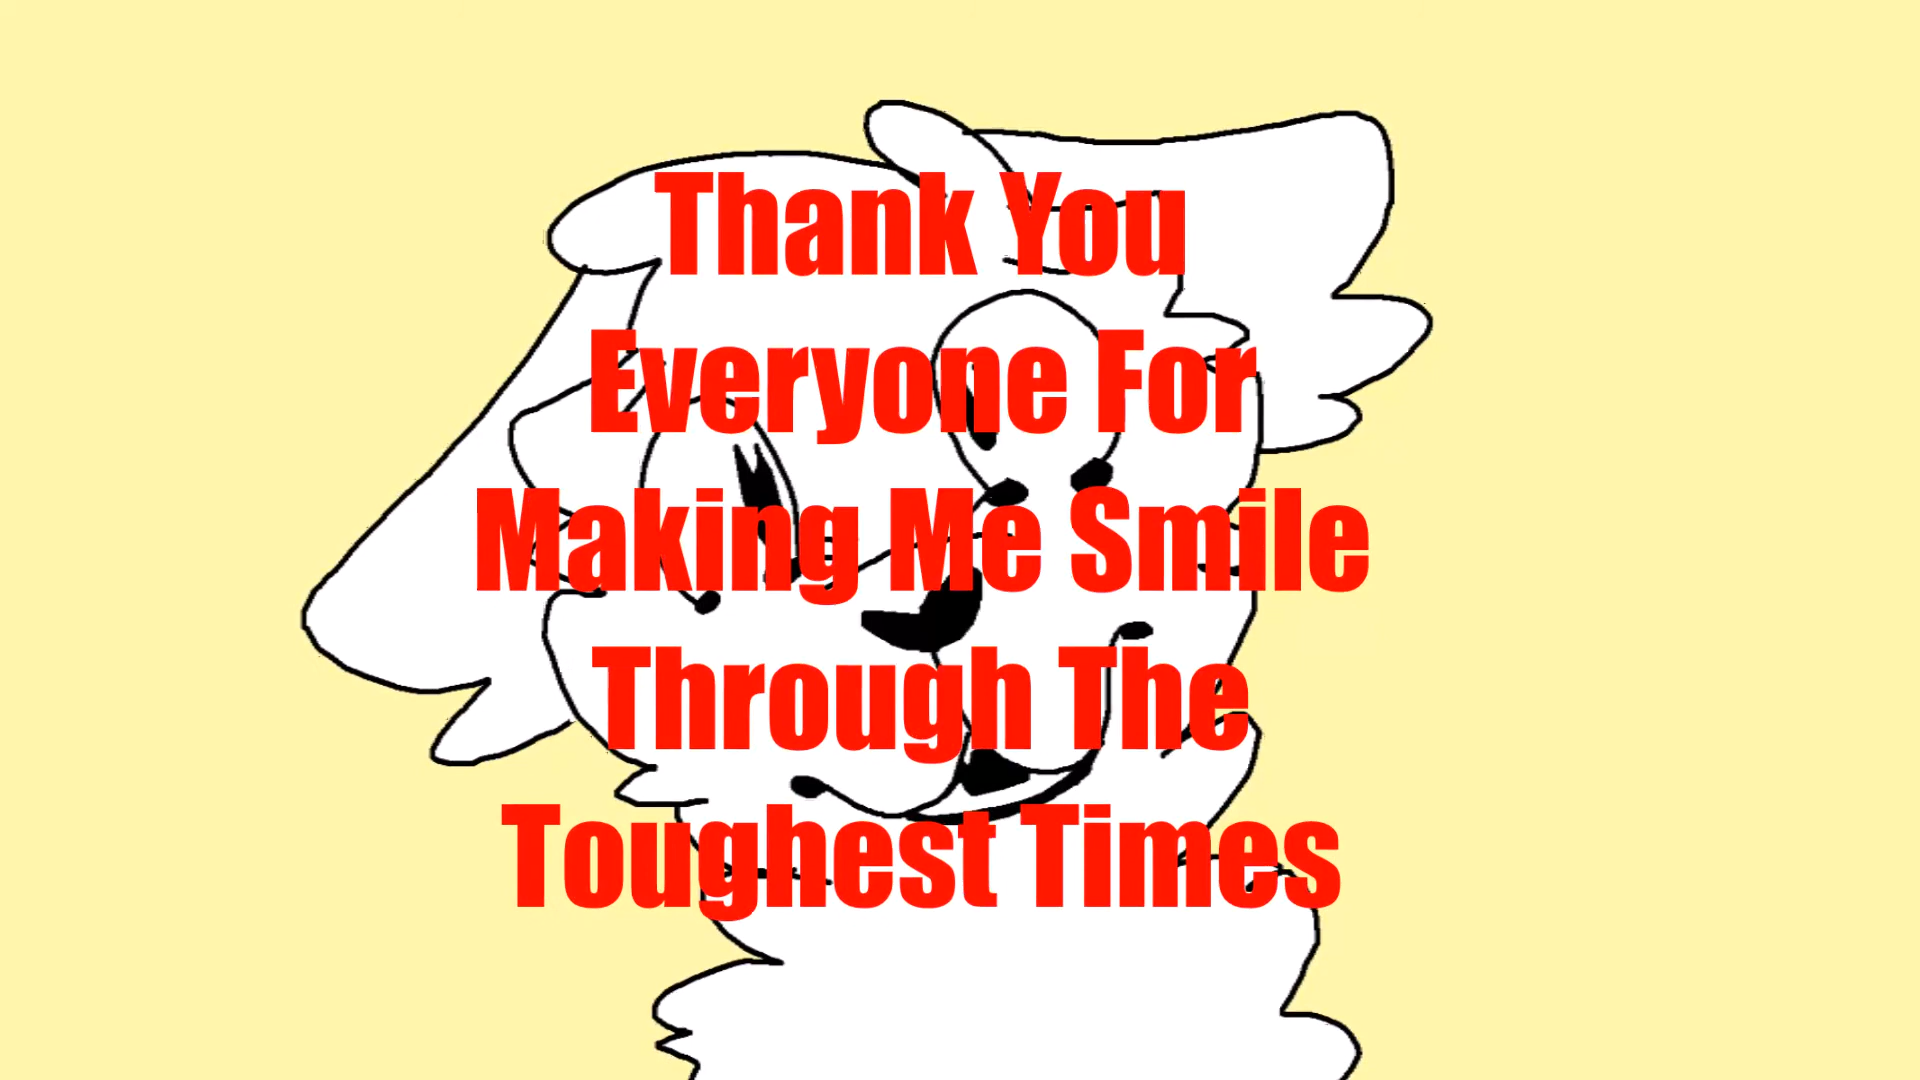 Thank You
Everyone For
Making Me Smile
Through The
Toughest Times